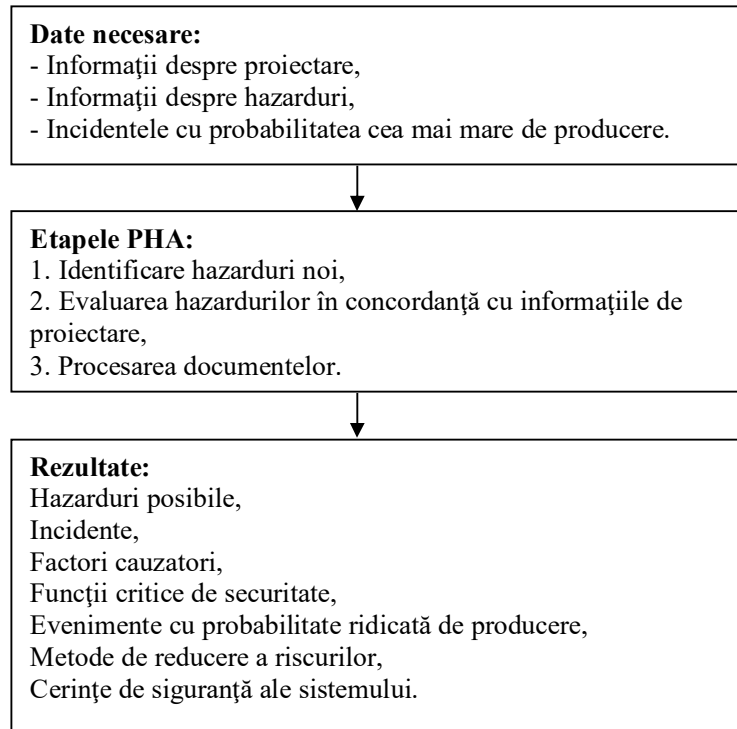 Date necesare:
- Informaţii despre proiectare,
- Informaţii despre hazarduri,
- Incidentele cu probabilitatea cea mai mare de producere.
Etapele PHA:
1. Identificare hazarduri noi,
2. Evaluarea hazardurilor în concordanţă cu informaţiile de
proiectare,
3. Procesarea documentelor.
Rezultate:
Hazarduri posibile,
Incidente,
Factori cauzatori,
Funcţii critice de securitate,
Evenimente cu probabilitate ridicată de producere,
Metode de reducere a riscurilor,
Cerinţe de siguranţă ale sistemului.